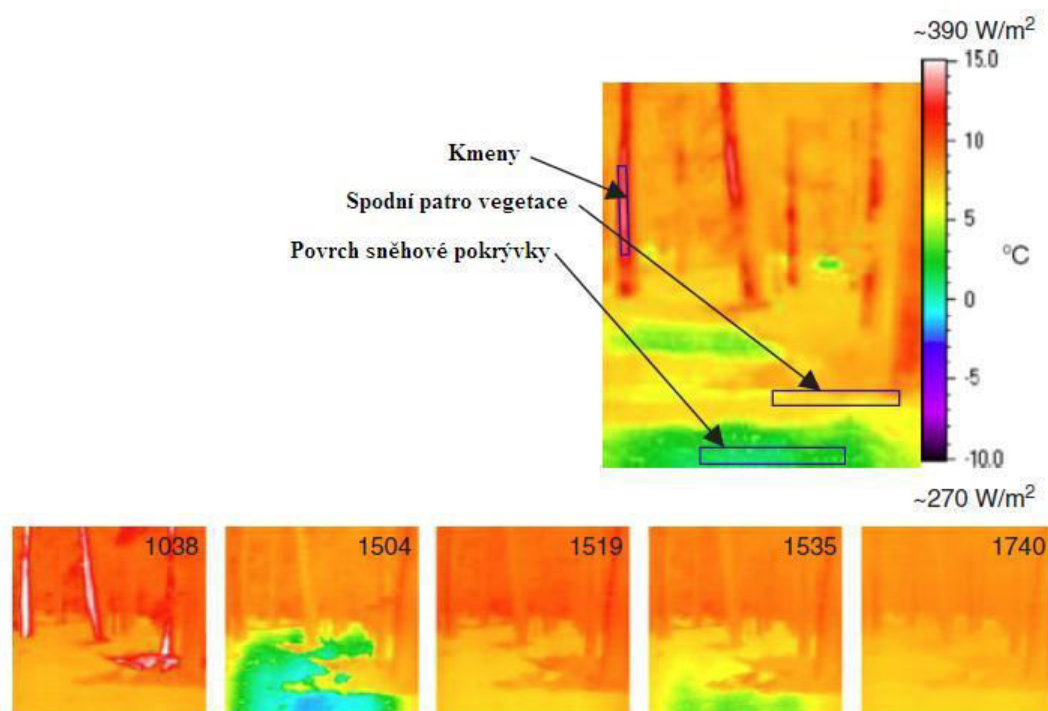 ~390 W/m²
15.0
Kmeny
10
Spodní patro vegetace
5
Povrch sněhové pokrývky
°C
0
-5
-10.0
~270 W/m²
1038
1504
1519
1535
1740